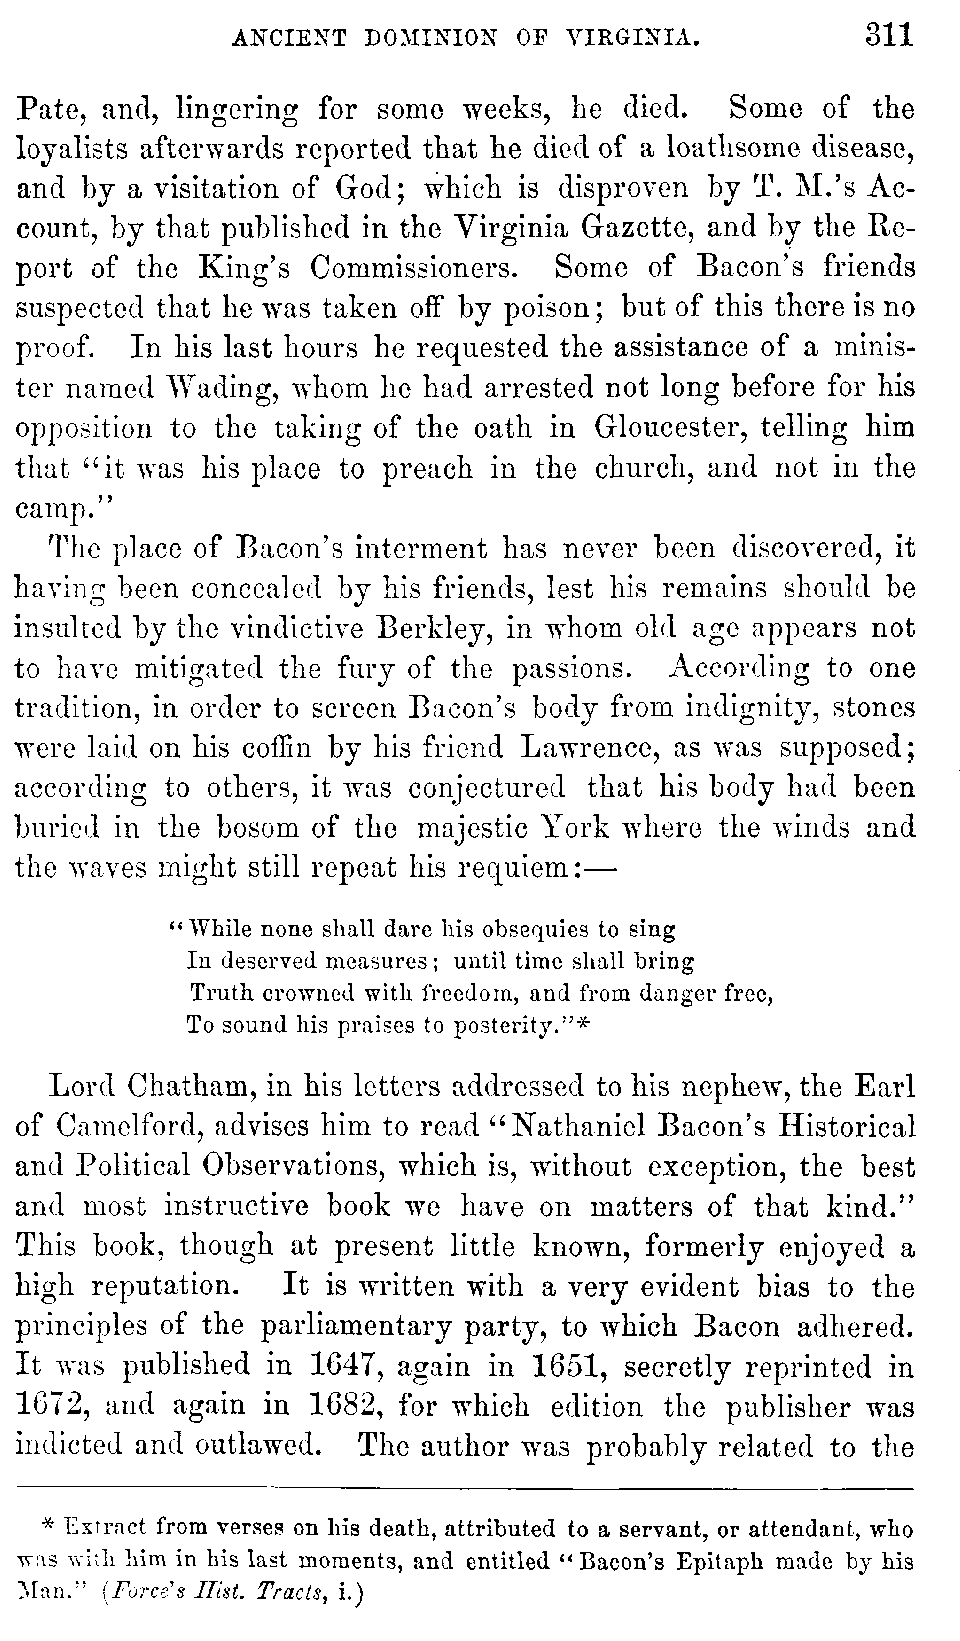 ANCIENT DOMINION OF VIRGINIA. 311
Pate, and, lingering for some weeks, he died. Some of the
loyalists afterwards reported that he died of a loathsome disease,
and by a visitation of God; which is disproven by T. M.'s Ac-
count, by that published in the Virginia Gazette, and by the Re-
port of the King's Commissioners. Some of Bacon's friends
suspected that he was taken off by poison; but of this there is no
proof. In his last hours he requested the assistance of a minis-
ter named Wading, whom he had arrested not long before for his
opposition to the taking of the oath in Gloucester, telling him
that "it was his place to preach in the church, and not in the
camp."
The place of Bacon's interment has never been discovered, it
having been concealed by his friends, lest his remains should be
insulted by the vindictive Berkley, in whom old age appears not
to have mitigated the fury of the passions. According to one
tradition, in order to screen Bacon's body from indignity, stones
were laid on his coffin by his friend Lawrence, as was supposed;
according to others, it was conjectured that his body had been
buried in the bosom of the majestic York where the winds and
the waves might still repeat his requiem:—
"While none shall dare his obsequies to sing
In deserved measures; until time shall bring
Truth crowned with freedom, and from danger free,
To sound his praises to posterity."*
Lord Chatham, in his letters addressed to his nephew, the Earl
of Camelford, advises him to read "Nathaniel Bacon's Historical
and Political Observations, which is, without exception, the best
and most instructive book we have on matters of that kind."
This book, though at present little known, formerly enjoyed a
high reputation. It is written with a very evident bias to the
principles of the parliamentary party, to which Bacon adhered.
It was published in 1647, again in 1651, secretly reprinted in
1672, and again in 1682, for which edition the publisher was
indicted and outlawed. The author was probably related to the
* Extract from verses on his death, attributed to a servant, or attendant, who
was with him in his last moments, and entitled "Bacon's Epitaph made by his
Man." (Force's Hist. Tracts, i.)